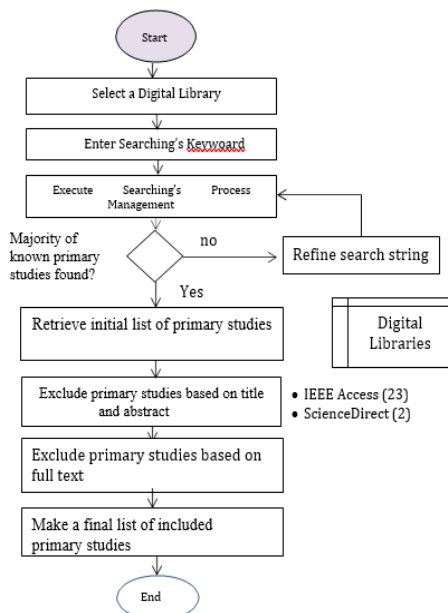 Start
Select a Digital Library
Enter Searching's Keywoard
Execute Searching's Process
Management
Majority of
known primary
studies found?
no
Refine search string
Yes
Retrieve initial list of primary studies
Digital
Libraries
Exclude primary studies based on title
and abstract
• IEEE Access (23)
• ScienceDirect (2)
Exclude primary studies based on
full text
Make a final list of included
primary studies
End